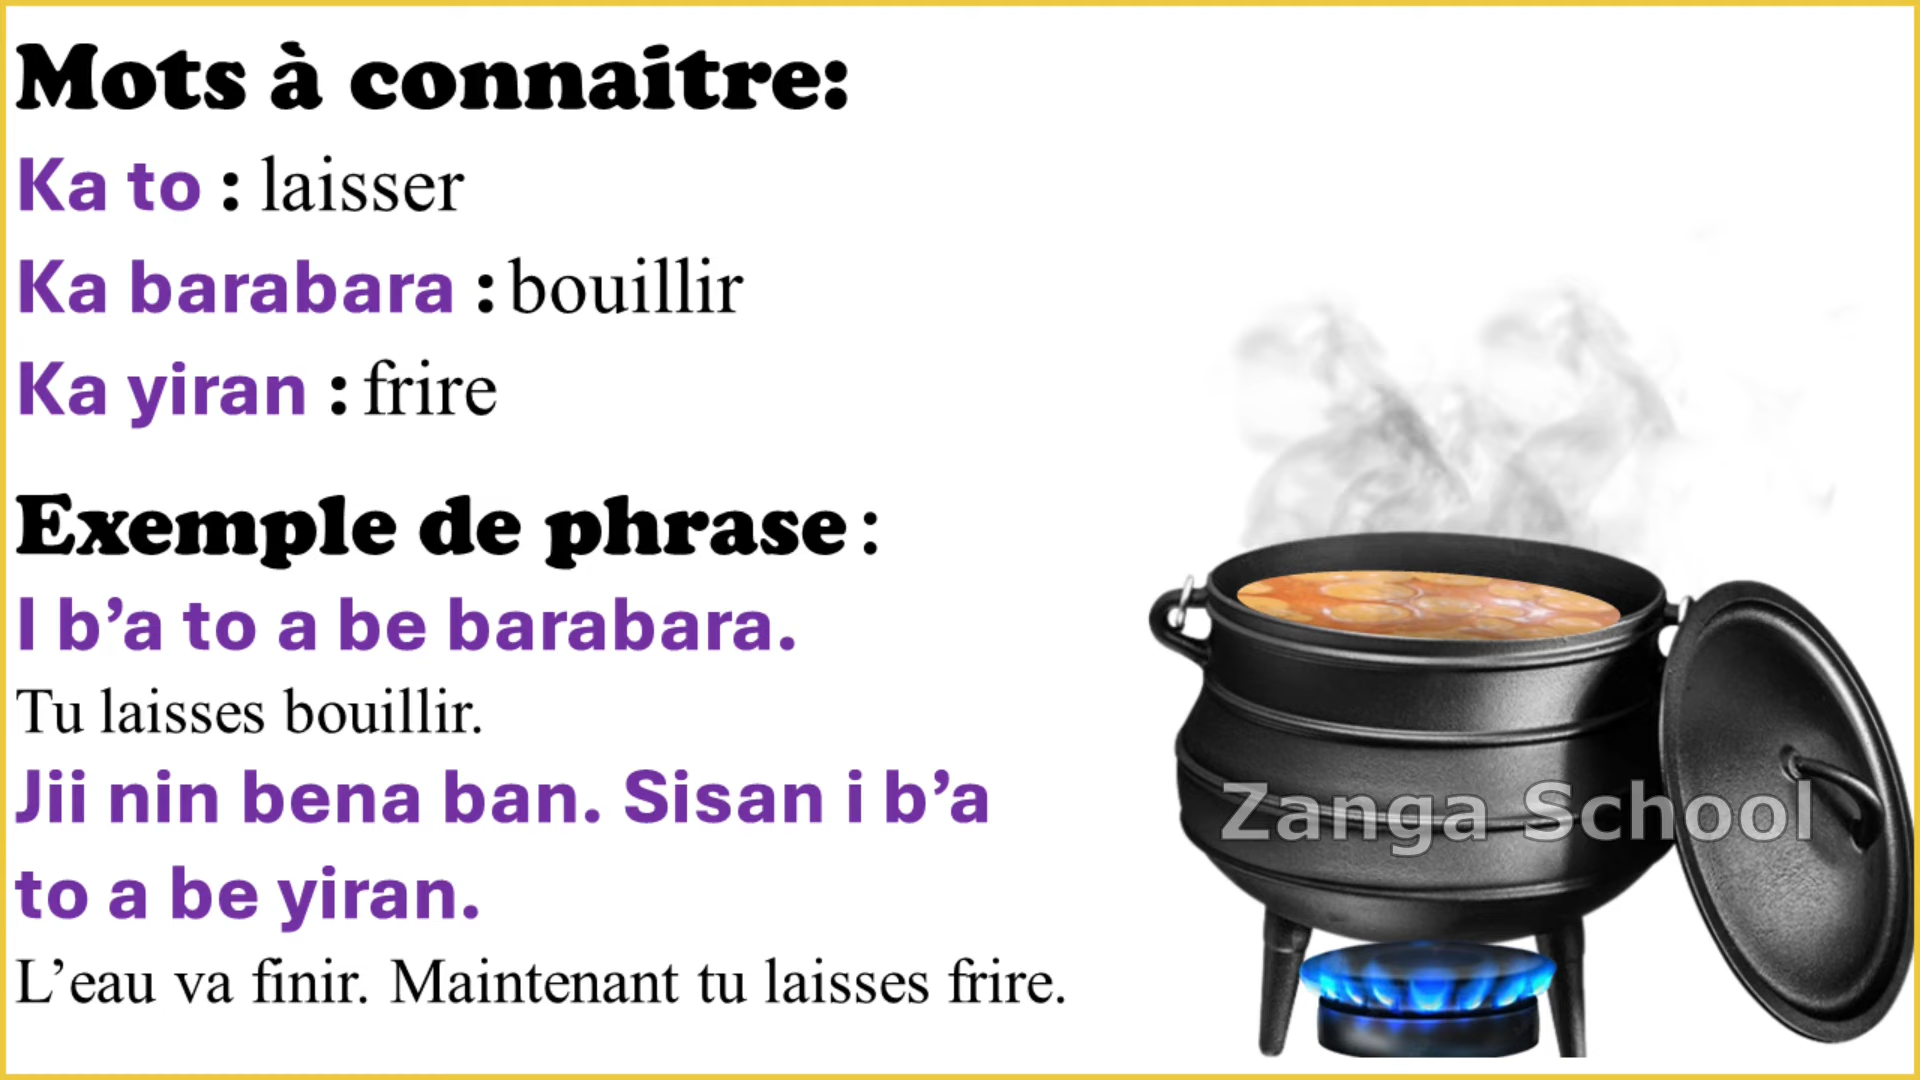 Mots à connaitre:
Ka to : laisser
Ka barabara : bouillir
Ka yiran : frire
Exemple de phrase :
I b’a to a be barabara.
Tu laisses bouillir.
Jii nin bena ban. Sisan i b’a
to a be yiran.
L’eau va finir. Maintenant tu laisses frire.
Zanga School